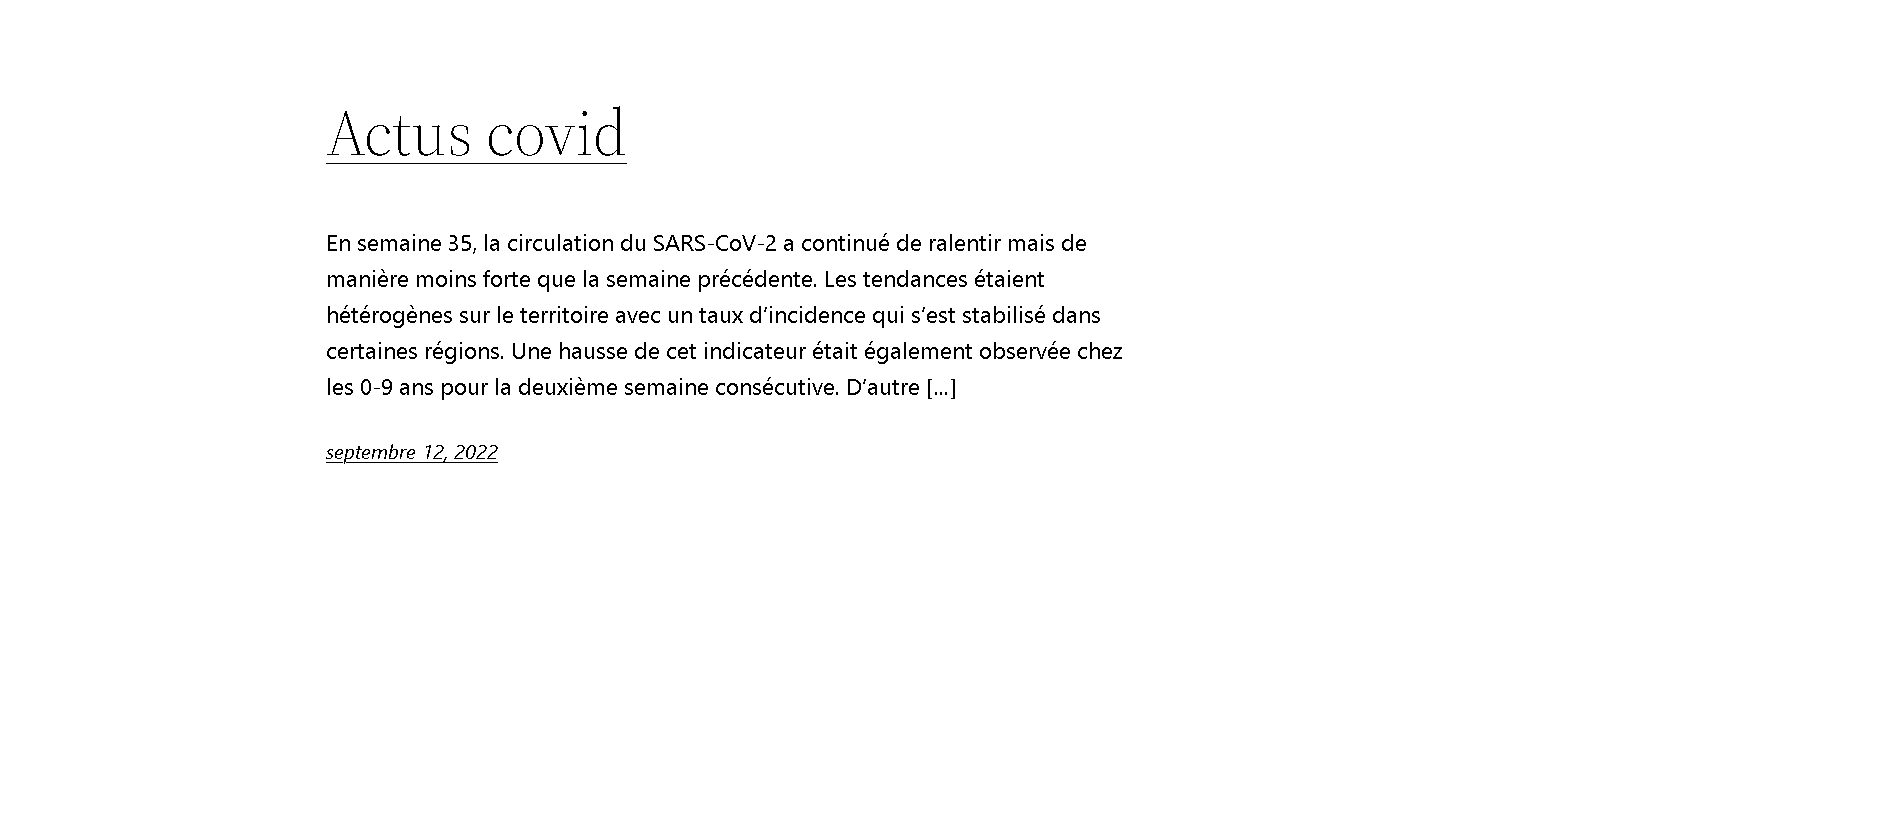 Actus covid
En semaine 35, la circulation du SARS-CoV-2 a continué de ralentir mais de
manière moins forte que la semaine précédente. Les tendances étaient
hétérogènes sur le territoire avec un taux d’incidence qui s’est stabilisé dans
certaines régions. Une hausse de cet indicateur était également observée chez
les 0-9 ans pour la deuxième semaine consécutive. D’autre […]
septembre 12, 2022